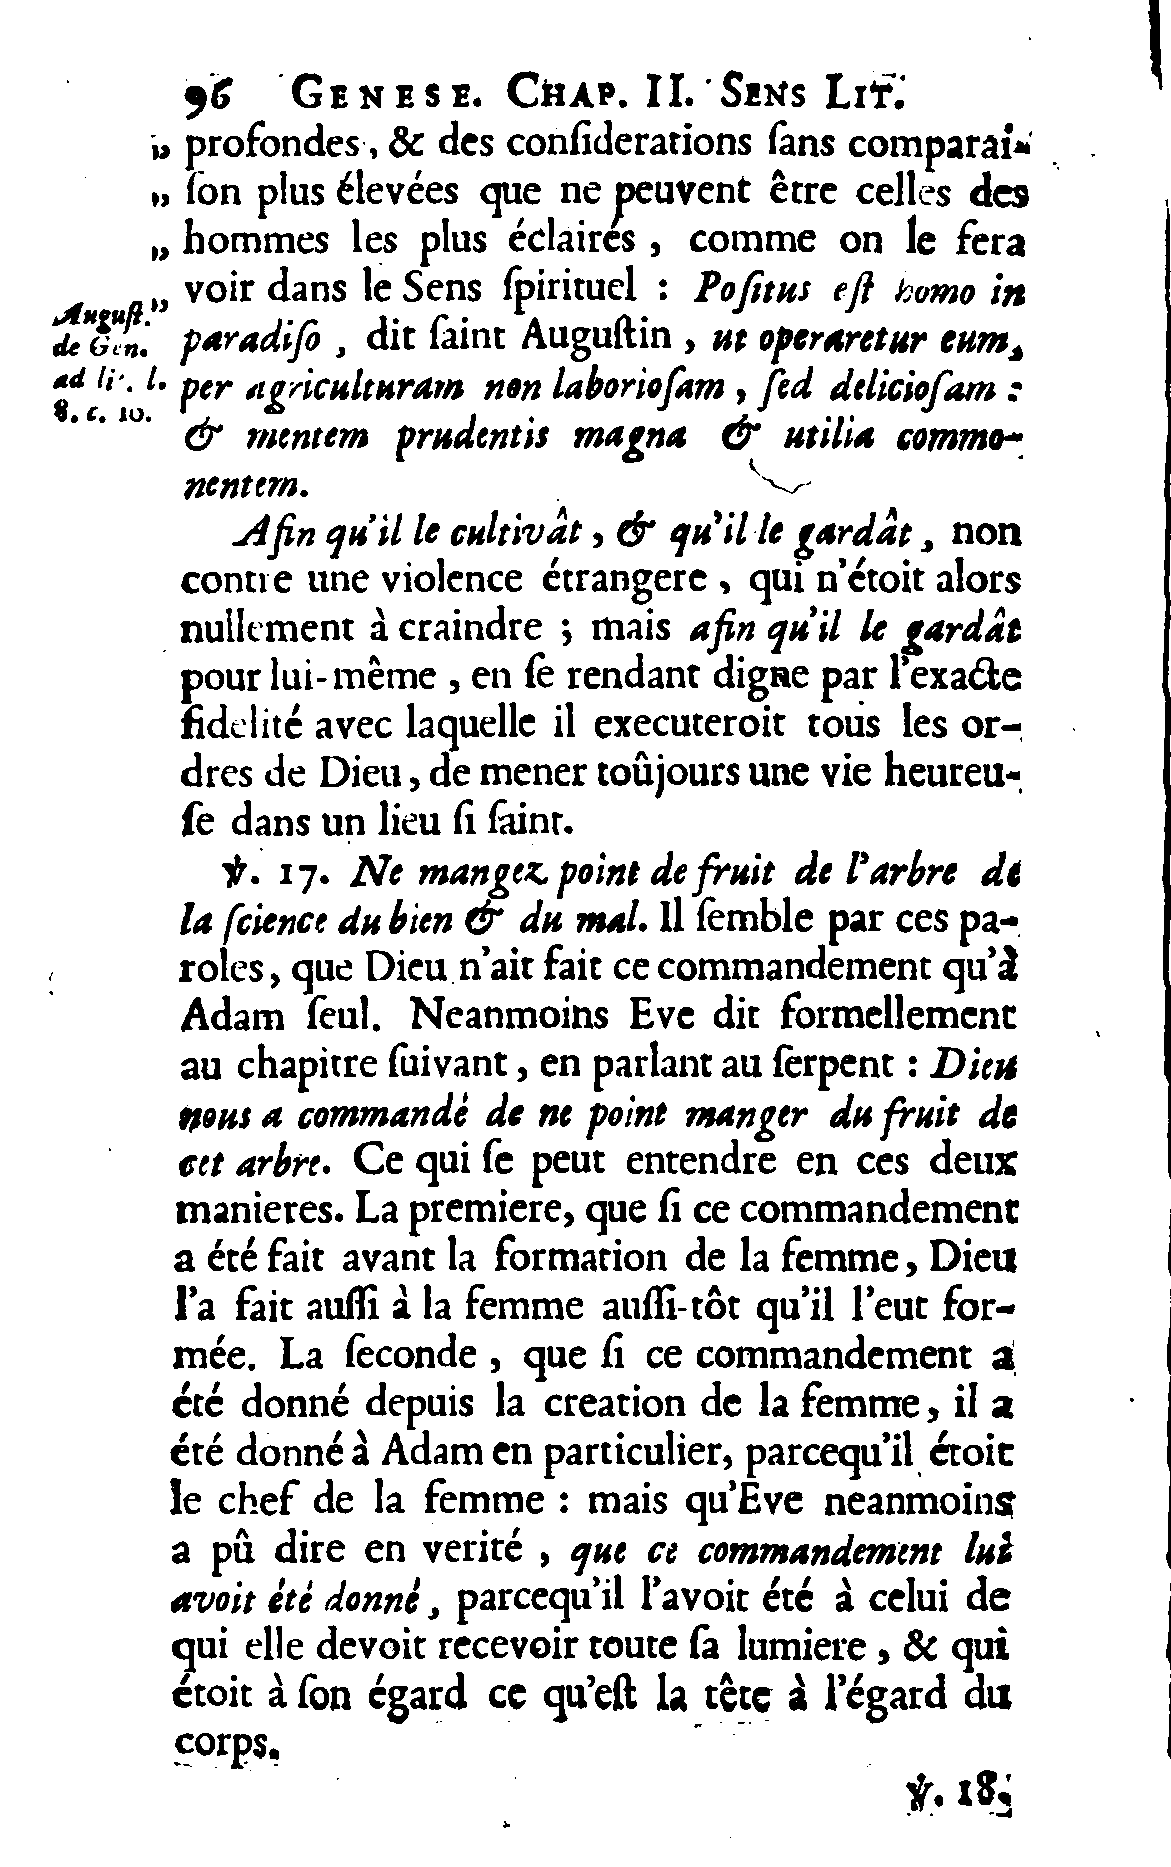 96 GENESE. CHAP. II. SENS LIT.
„ profondes, & des conſiderations ſans comparai-
„ ſon plus élevées que ne peuvent être celles des
„ hommes les plus éclairés, comme on le fera
„ voir dans le Sens ſpirituel : Poſitus eſt homo in
paradiſo, dit ſaint Auguſtin, ut operaretur eum,
per agriculturam non laborioſam, ſed delicioſam :
& mentem prudentis magna & utilia commo-
nentem.
Auguſt.
de Gen.
ad lit. l.
8. c. 10.
Afin qu'il le cultivât, & qu'il le gardât, non
contre une violence étrangere, qui n'étoit alors
nullement à craindre ; mais afin qu'il le gardât
pour lui-même, en ſe rendant digne par l'exacte
fidelité avec laquelle il executeroit tous les or-
dres de Dieu, de mener toûjours une vie heureu-
ſe dans un lieu ſi ſaint.
℣. 17. Ne mangez point de fruit de l'arbre de
la ſcience du bien & du mal. Il ſemble par ces pa-
roles, que Dieu n'ait fait ce commandement qu'à
Adam ſeul. Neanmoins Eve dit formellement
au chapitre ſuivant, en parlant au ſerpent : Dieu
nous a commandé de ne point manger du fruit de
cet arbre. Ce qui ſe peut entendre en ces deux
manieres. La premiere, que ſi ce commandement
a été fait avant la formation de la femme, Dieu
l'a fait auſſi à la femme auſſi-tôt qu'il l'eut for-
mée. La ſeconde, que ſi ce commandement a
été donné depuis la creation de la femme, il a
été donné à Adam en particulier, parcequ'il étoit
le chef de la femme : mais qu'Eve neanmoins
a pû dire en verité, que ce commandement lui
avoit été donné, parcequ'il l'avoit été à celui de
qui elle devoit recevoir toute ſa lumiere, & qui
étoit à ſon égard ce qu'eſt la tête à l'égard du
corps.
℣. 18.